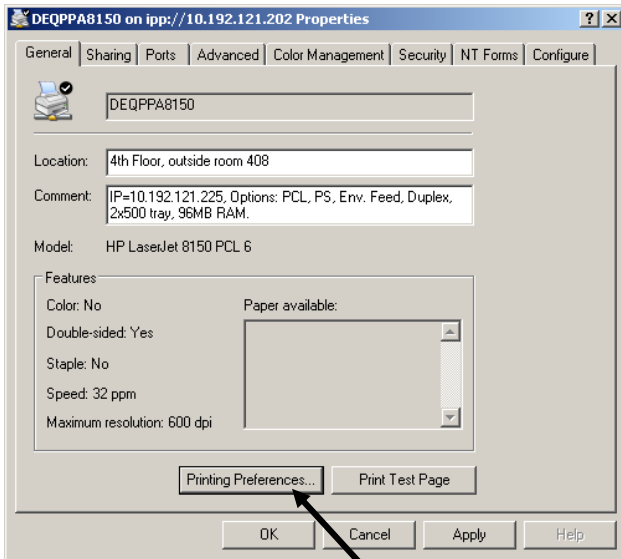 DEQPPA8150 on ipp://10.192.121.202 Properties
General Sharing Ports Advanced Color Management Security NT Forms Configure
DEQPPA8150
Location: 4th Floor, outside room 408
Comment: IP=10.192.121.225, Options: PCL, PS, Env. Feed, Duplex,
2x500 tray, 96MB RAM.
Model: HP LaserJet 8150 PCL 6
Features
Color: No Paper available:
Double-sided: Yes
Staple: No
Speed: 32 ppm
Maximum resolution: 600 dpi
Printing Preferences... Print Test Page
OK Cancel Apply Help